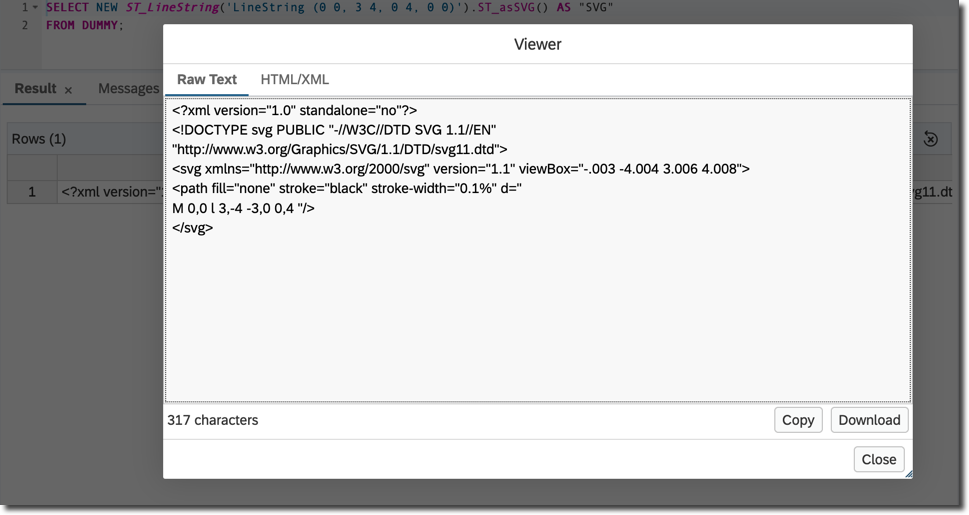 1 SELECT NEW ST_LineString('LineString (0 0, 3 4, 0 4, 0 0)').ST_asSVG() AS "SVG"
2 FROM DUMMY;
Viewer
Raw Text HTML/XML
Result × Messages
<?xml version="1.0" standalone="no"?>
<!DOCTYPE svg PUBLIC "-//W3C//DTD SVG 1.1//EN"
Rows (1)
"http://www.w3.org/Graphics/SVG/1.1/DTD/svg11.dtd">
<svg xmlns="http://www.w3.org/2000/svg" version="1.1" viewBox="-.003 -4.004 3.006 4.008">
<path fill="none" stroke="black" stroke-width="0.1%" d="
1 <?xml version="
M 0,0 l 3,-4 -3,0 0,4 "/>
</svg>
317 characters
Copy Download
Close